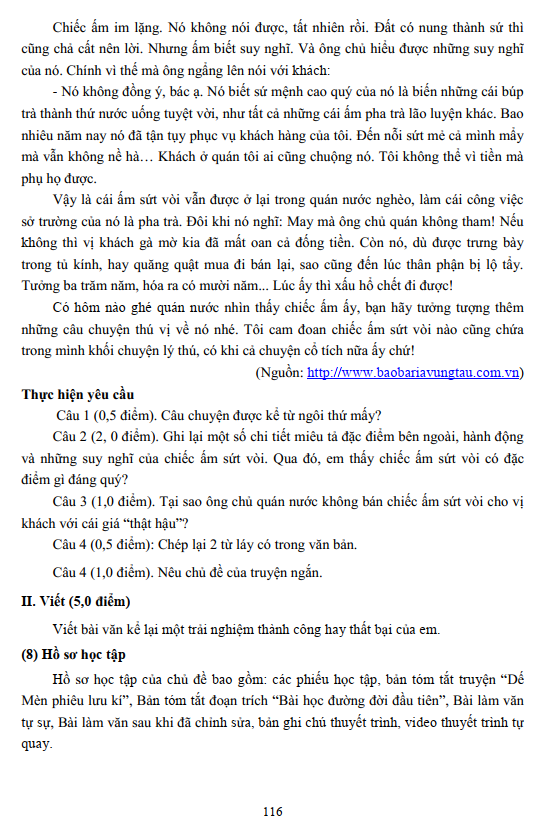 Chiếc ấm im lặng. Nó không nói được, tất nhiên rồi. Đất có nung thành sứ thì
cũng chả cất nên lời. Nhưng ấm biết suy nghĩ. Và ông chủ hiểu được những suy nghĩ
của nó. Chính vì thế mà ông ngẩng lên nói với khách:
- Nó không đồng ý, bác ạ. Nó biết sứ mệnh cao quý của nó là biến những cái búp
trà thành thứ nước uống tuyệt vời, như tất cả những cái ấm pha trà lão luyện khác. Bao
nhiêu năm nay nó đã tận tụy phục vụ khách hàng của tôi. Đến nỗi sứt mẻ cả mình mẩy
mà vẫn không nề hà… Khách ở quán tôi ai cũng chuộng nó. Tôi không thể vì tiền mà
phụ họ được.
Vậy là cái ấm sứt vòi vẫn được ở lại trong quán nước nghèo, làm cái công việc
sở trường của nó là pha trà. Đôi khi nó nghĩ: May mà ông chủ quán không tham! Nếu
không thì vị khách gà mờ kia đã mất oan cả đống tiền. Còn nó, dù được trưng bày
trong tủ kính, hay quăng quật mua đi bán lại, sao cũng đến lúc thân phận bị lộ tẩy.
Tưởng ba trăm năm, hóa ra có mười năm... Lúc ấy thì xấu hổ chết đi được!
Có hôm nào ghé quán nước nhìn thấy chiếc ấm ấy, bạn hãy tưởng tượng thêm
những câu chuyện thú vị về nó nhé. Tôi cam đoan chiếc ấm sứt vòi nào cũng chứa
trong mình khối chuyện lý thú, có khi cả chuyện cổ tích nữa ấy chứ!
(Nguồn: http://www.baobariavungtau.com.vn)
Thực hiện yêu cầu
Câu 1 (0,5 điểm). Câu chuyện được kể từ ngôi thứ mấy?
Câu 2 (2, 0 điểm). Ghi lại một số chi tiết miêu tả đặc điểm bên ngoài, hành động
và những suy nghĩ của chiếc ấm sứt vòi. Qua đó, em thấy chiếc ấm sứt vòi có đặc
điểm gì đáng quý?
Câu 3 (1,0 điểm). Tại sao ông chủ quán nước không bán chiếc ấm sứt vòi cho vị
khách với cái giá “thật hậu”?
Câu 4 (0,5 điểm): Chép lại 2 từ láy có trong văn bản.
Câu 4 (1,0 điểm). Nêu chủ đề của truyện ngắn.
II. Viết (5,0 điểm)
Viết bài văn kể lại một trải nghiệm thành công hay thất bại của em.
(8) Hồ sơ học tập
Hồ sơ học tập của chủ đề bao gồm: các phiếu học tập, bản tóm tắt truyện “Dế
Mèn phiêu lưu kí”, Bản tóm tắt đoạn trích “Bài học đường đời đầu tiên”, Bài làm văn
tự sự, Bài làm văn sau khi đã chỉnh sửa, bản ghi chú thuyết trình, video thuyết trình tự
quay.
116